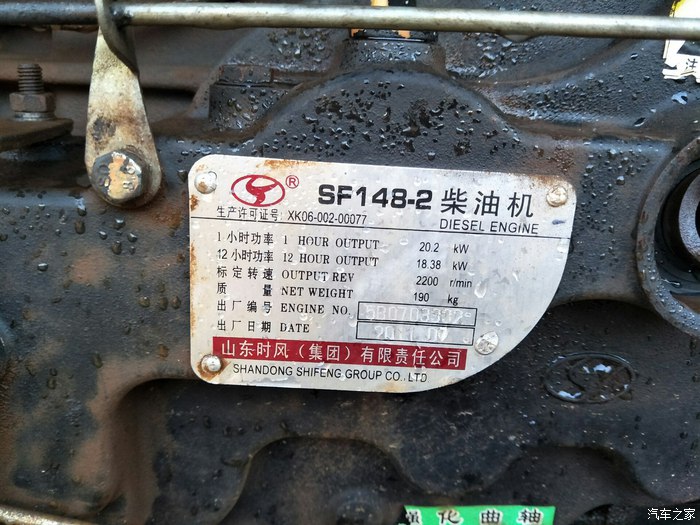 注
® SF148-2 柴油机
生产许可证号: XK06-002-00077 DIESEL ENGINE
1 小时功率 1 HOUR OUTPUT 20.2 kW
12 小时功率 12 HOUR OUTPUT 18.38 kW
标定转速 OUTPUT REV 2200 r/min
质 量 NET WEIGHT 190 kg
出厂编号 ENGINE NO.
出厂日期 DATE 2011.07
山东时风（集团）有限责任公司
SHANDONG SHIFENG GROUP CO.,LTD
强化曲轴
汽车之家